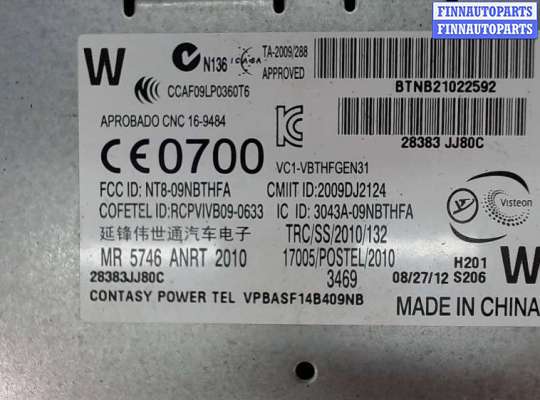 FINNAUTOPARTS
FINNAUTOPARTS
FINNAUTOPARTS
W
N136
ICASA
TA-2009/288
APPROVED
CCAF09LP0360T6
BTNB21022592
APROBADO CNC 16-9484
28383 JJ80C
CE0700
VC1-VBTHFGEN31
FCC ID: NT8-09NBTHFA
CMIIT ID:2009DJ2124
COFETEL ID:RCPVIVB09-0633
IC ID: 3043A-09NBTHFA
Visteon
延锋伟世通汽车电子
TRC/SS/2010/132
MR 5746 ANRT 2010
17005/POSTEL/2010
H201
W
28383JJ80C
3469
08/27/12
S206
CONTASY POWER TEL VPBASF14B409NB
MADE IN CHINA